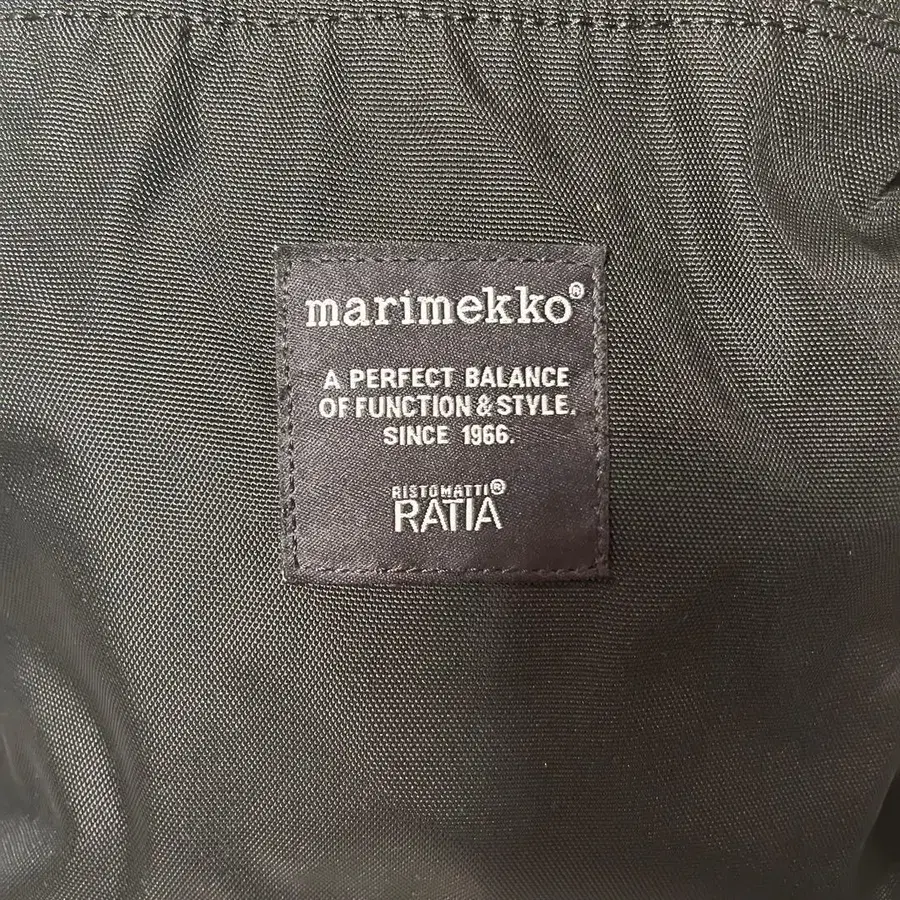 marimekko®
A PERFECT BALANCE
OF FUNCTION & STYLE.
SINCE 1966.
RISTOMATTI®
RATIA